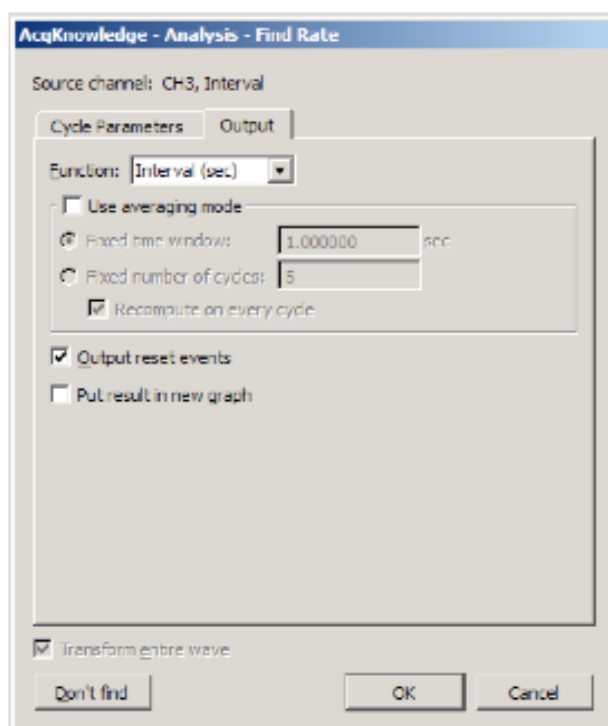 AcqKnowledge - Analysis - Find Rate
Source channel: CH3, Interval
Cycle Parameters Output
Function: Interval (sec)
Use averaging mode
Fixed time window: 1.000000 sec
Fixed number of cycles: 5
Recompute on every cycle
Output reset events
Put result in new graph
Transform entire wave
Don't find OK Cancel